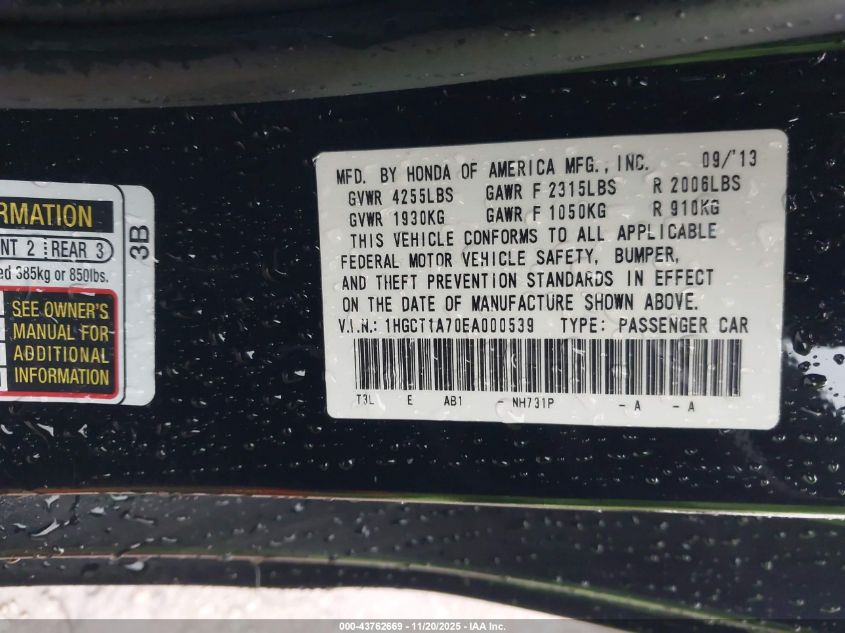 RMATION
NT 2 REAR 3
ed 385kg or 850lbs.
SEE OWNER'S
MANUAL FOR
ADDITIONAL
INFORMATION
3B
MFD. BY HONDA OF AMERICA MFG., INC. 09/'13
GVWR 4255LBS GAWR F 2315LBS R 2006LBS
GVWR 1930KG GAWR F 1050KG R 910KG
THIS VEHICLE CONFORMS TO ALL APPLICABLE
FEDERAL MOTOR VEHICLE SAFETY, BUMPER,
AND THEFT PREVENTION STANDARDS IN EFFECT
ON THE DATE OF MANUFACTURE SHOWN ABOVE.
V.I.N.: 1HGCT1A70EA000539 TYPE: PASSENGER CAR
T3L E AB1 - NH731P - A - A
000-43762669 - 11/20/2025 - IAA Inc.